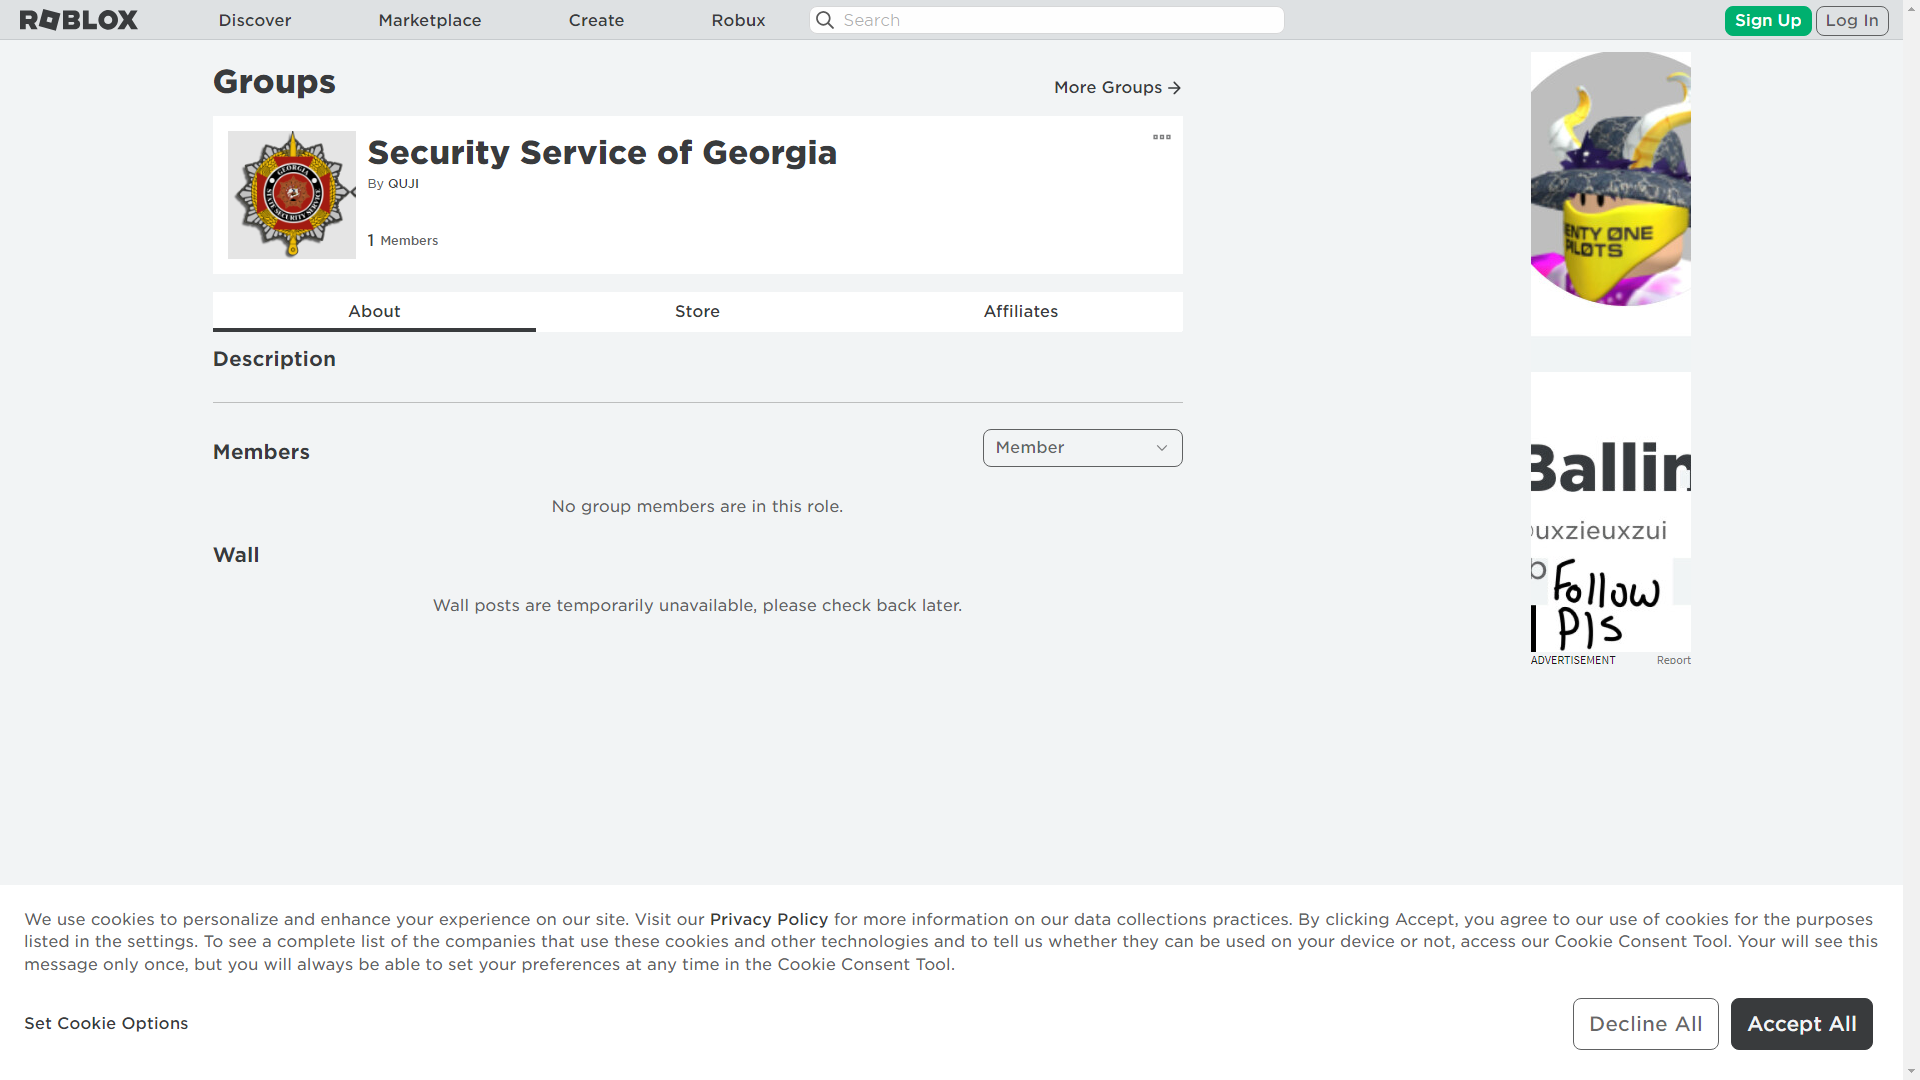 ROBLOX
Discover
Marketplace
Create
Robux
Search
Sign Up
Log In
Groups
More Groups
GEORGIA
STATE SECURITY SERVICE
Security Service of Georgia
By QUJI
1 Members
About
Store
Affiliates
Description
Members
Member
No group members are in this role.
Wall
Wall posts are temporarily unavailable, please check back later.
ENTY ØNE
PILØTS
Ballin
uxzieuxzui
Follow
Pls
ADVERTISEMENT
Report
We use cookies to personalize and enhance your experience on our site. Visit our Privacy Policy for more information on our data collections practices. By clicking Accept, you agree to our use of cookies for the purposes
listed in the settings. To see a complete list of the companies that use these cookies and other technologies and to tell us whether they can be used on your device or not, access our Cookie Consent Tool. Your will see this
message only once, but you will always be able to set your preferences at any time in the Cookie Consent Tool.
Set Cookie Options
Decline All
Accept All